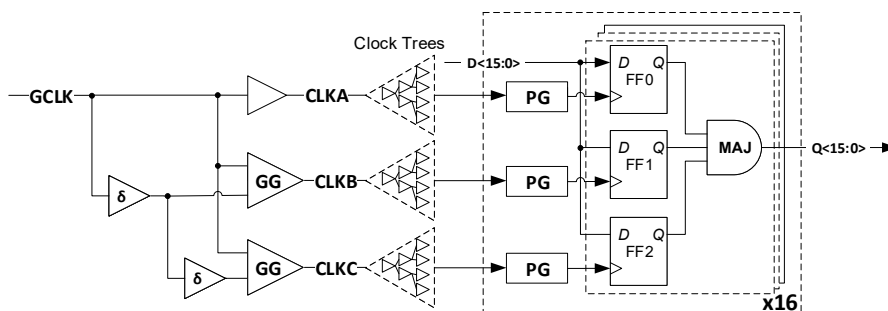 Clock Trees
D<15:0>
D Q
FF0
GCLK
CLKA
PG
D Q
FF1
MAJ
Q<15:0>
GG
CLKB
PG
δ
D Q
FF2
GG
CLKC
PG
δ
x16